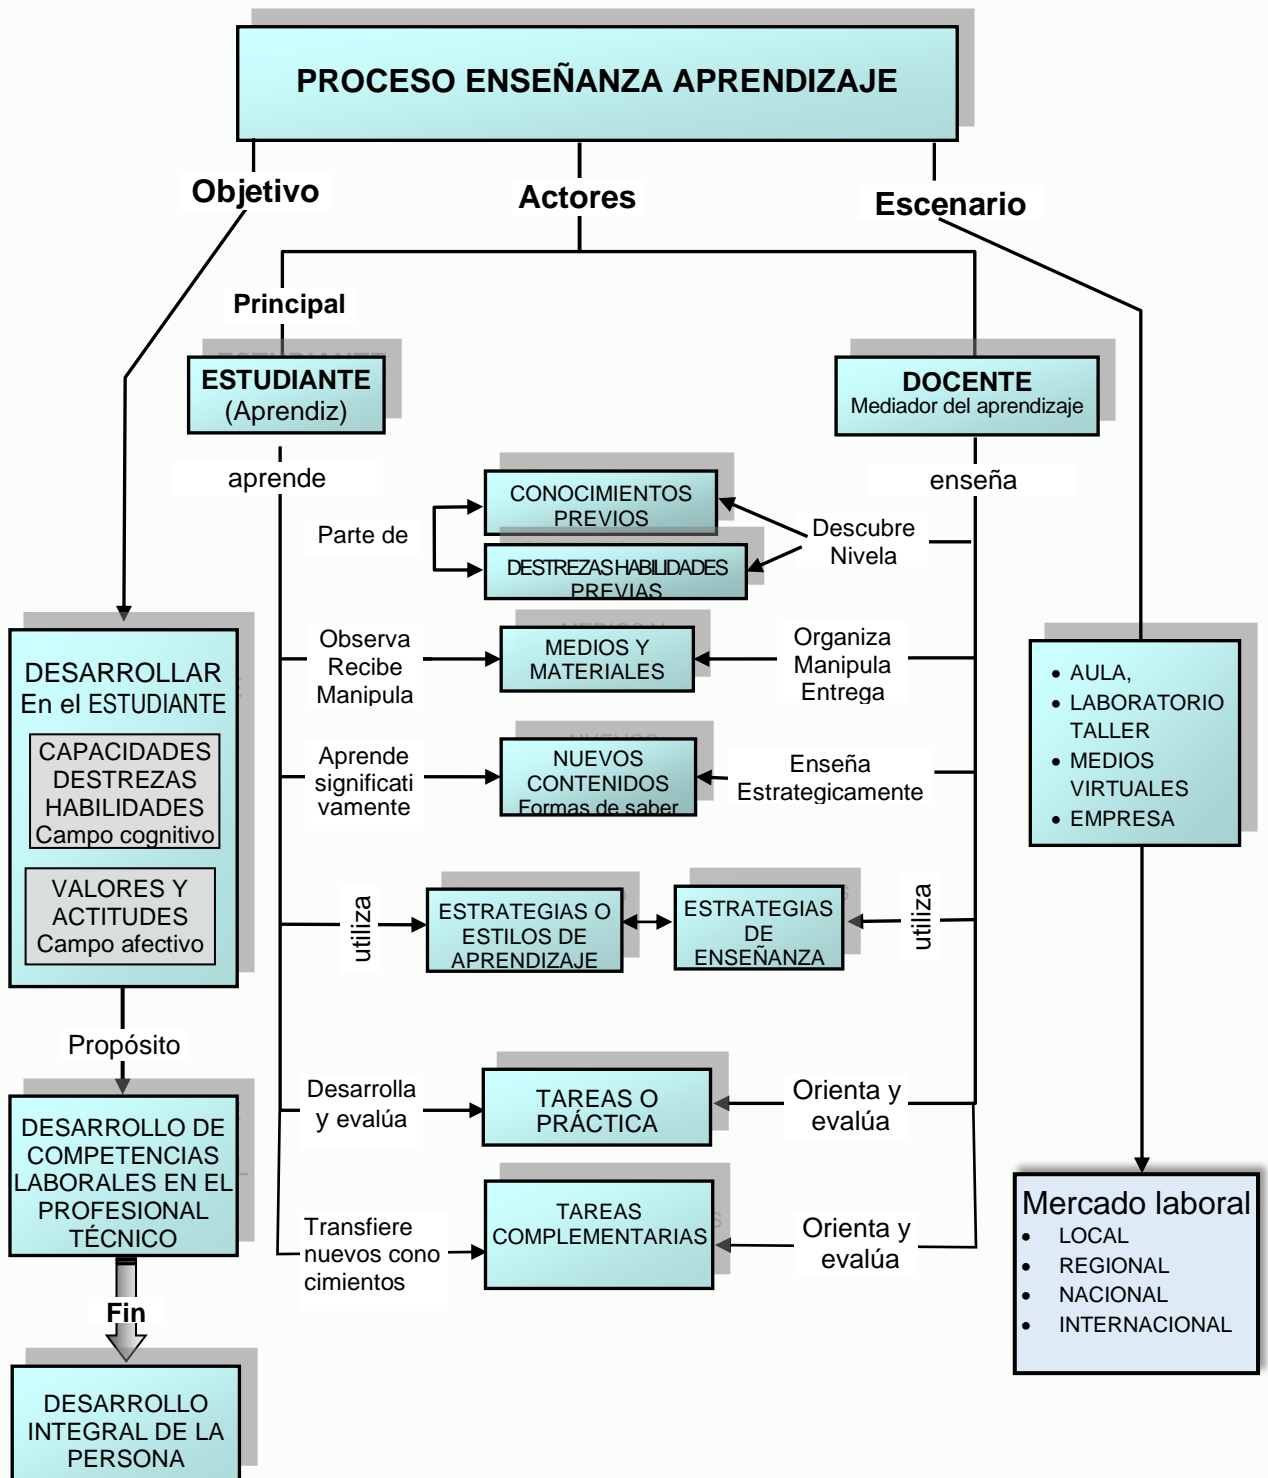 PROCESO ENSEÑANZA APRENDIZAJE
Objetivo
Actores
Escenario
Principal
ESTUDIANTE
(Aprendiz)
DOCENTE
Mediador del aprendizaje
aprende
enseña
CONOCIMIENTOS
PREVIOS
Parte de
Descubre
Nivela
DESTREZAS HABILIDADES
PREVIAS
Observa
Recibe
Manipula
MEDIOS Y
MATERIALES
Organiza
Manipula
Entrega
Aprende
significati
vamente
NUEVOS
CONTENIDOS
Formas de saber
Enseña
Estrategicamente
utiliza
ESTRATEGIAS O
ESTILOS DE
APRENDIZAJE
ESTRATEGIAS
DE
ENSEÑANZA
utiliza
Desarrolla
y evalúa
TAREAS O
PRÁCTICA
Orienta y
evalúa
Transfiere
nuevos cono
cimientos
TAREAS
COMPLEMENTARIAS
Orienta y
evalúa
DESARROLLAR
En el ESTUDIANTE
CAPACIDADES
DESTREZAS
HABILIDADES
Campo cognitivo
VALORES Y
ACTITUDES
Campo afectivo
Propósito
DESARROLLO DE
COMPETENCIAS
LABORALES EN EL
PROFESIONAL
TÉCNICO
Fin
DESARROLLO
INTEGRAL DE LA
PERSONA
• AULA,
• LABORATORIO
TALLER
• MEDIOS
VIRTUALES
• EMPRESA
Mercado laboral
• LOCAL
• REGIONAL
• NACIONAL
• INTERNACIONAL